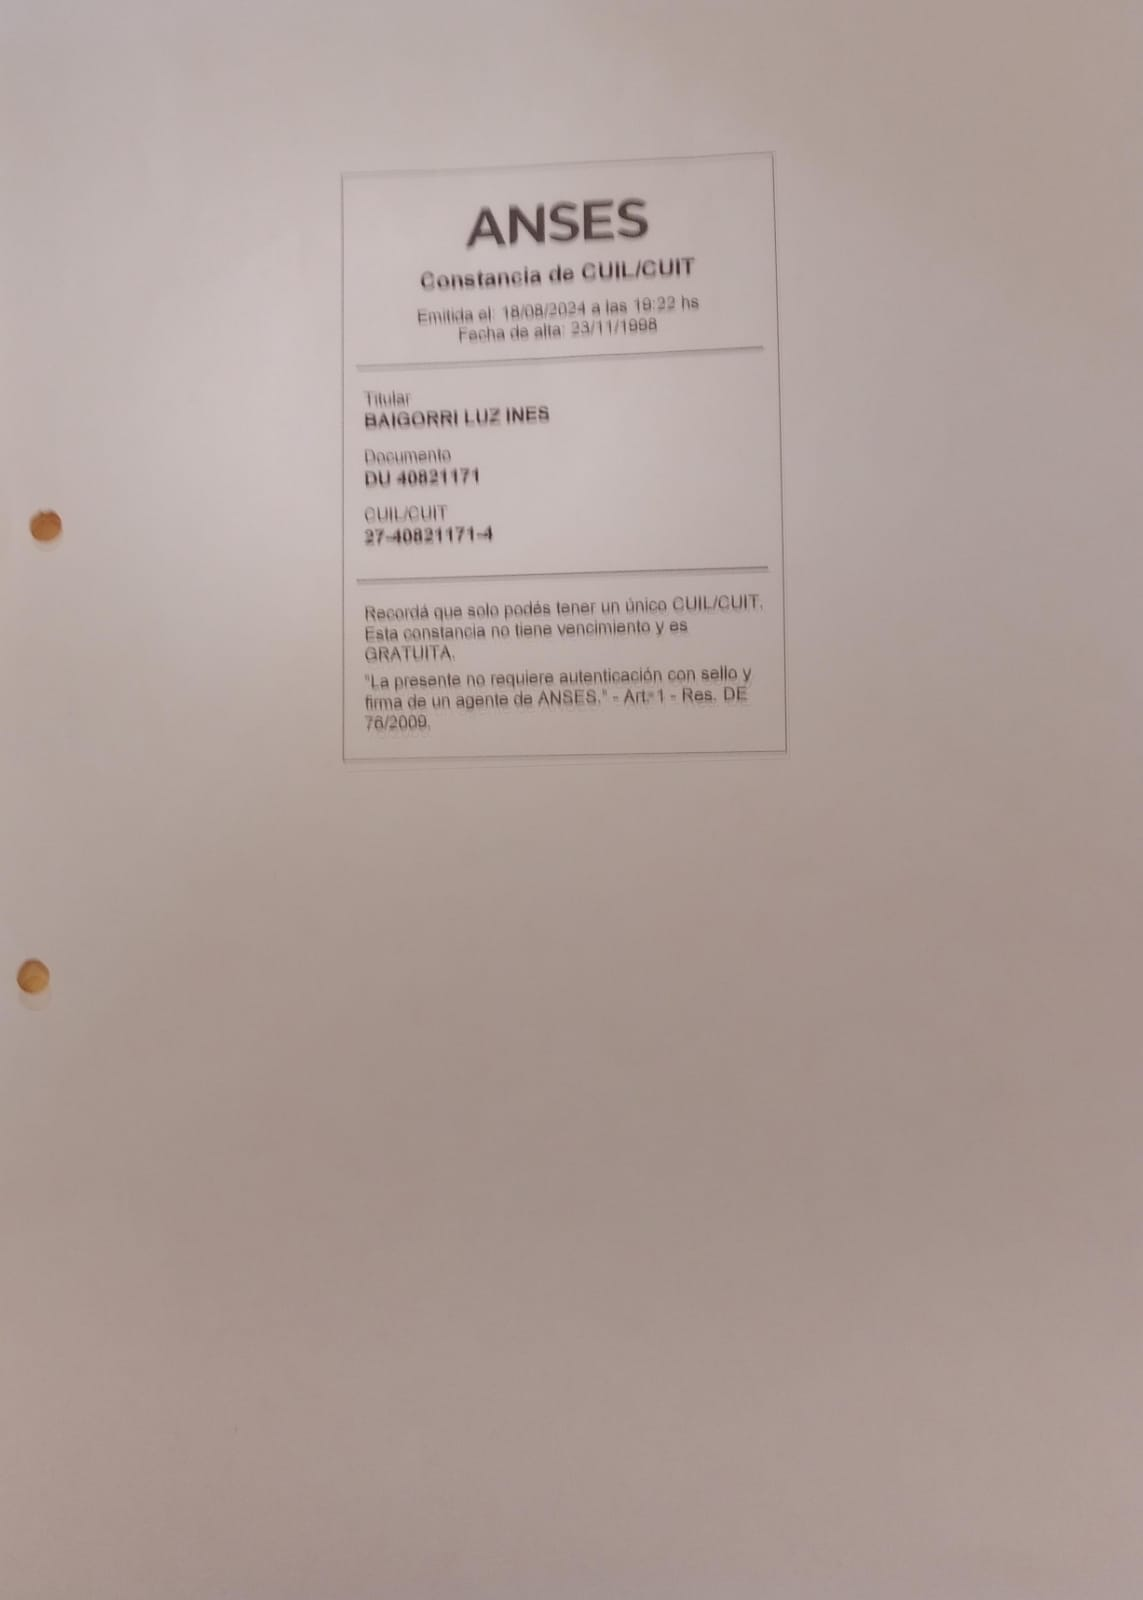 ANSES
Constancia de CUIL/CUIT
Emitida el: 18/08/2024 a las 19:22 hs
Fecha de alta: 23/11/1998
Titular
BAIGORRI LUZ INES
Documento
DU 40821171
CUIL/CUIT
27-40821171-4
Recordá que solo podés tener un único CUIL/CUIT.
Esta constancia no tiene vencimiento y es
GRATUITA.
"La presente no requiere autenticación con sello y
firma de un agente de ANSES." - Art.º 1 - Res. DE
76/2009.